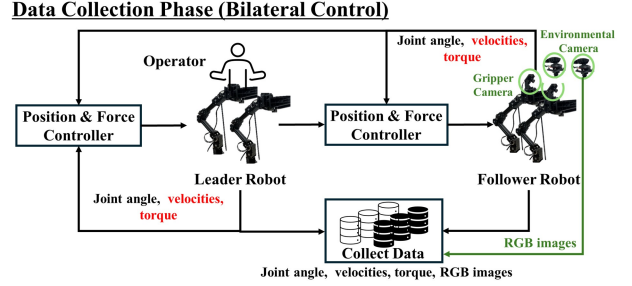 Data Collection Phase (Bilateral Control)
Operator
Joint angle, velocities,
torque
Environmental
Camera
Gripper
Camera
Position & Force
Controller
Position & Force
Controller
Leader Robot
Follower Robot
Joint angle, velocities,
torque
RGB images
Collect Data
Joint angle, velocities, torque, RGB images